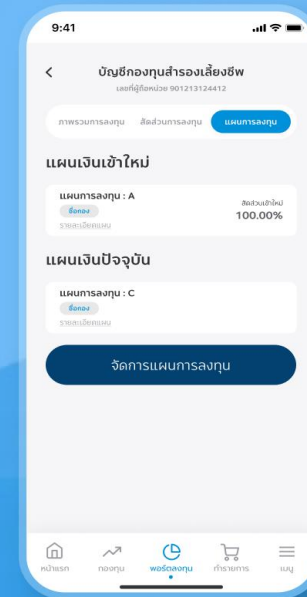 9:41
บัญชีกองทุนสำรองเลี้ยงชีพ
เลขที่ผู้ถือหน่วย 901213124412
ภาพรวมการลงทุน สัดส่วนการลงทุน แผนการลงทุน
แผนเงินเข้าใหม่
แผนการลงทุน : A
สัดส่วนเข้าใหม่
ชื่อกอง
100.00%
รายละเอียดแผน
แผนเงินปัจจุบัน
แผนการลงทุน : C
ชื่อกอง
รายละเอียดแผน
จัดการแผนการลงทุน
หน้าแรก กองทุน พอร์ตลงทุน ทำรายการ เมนู